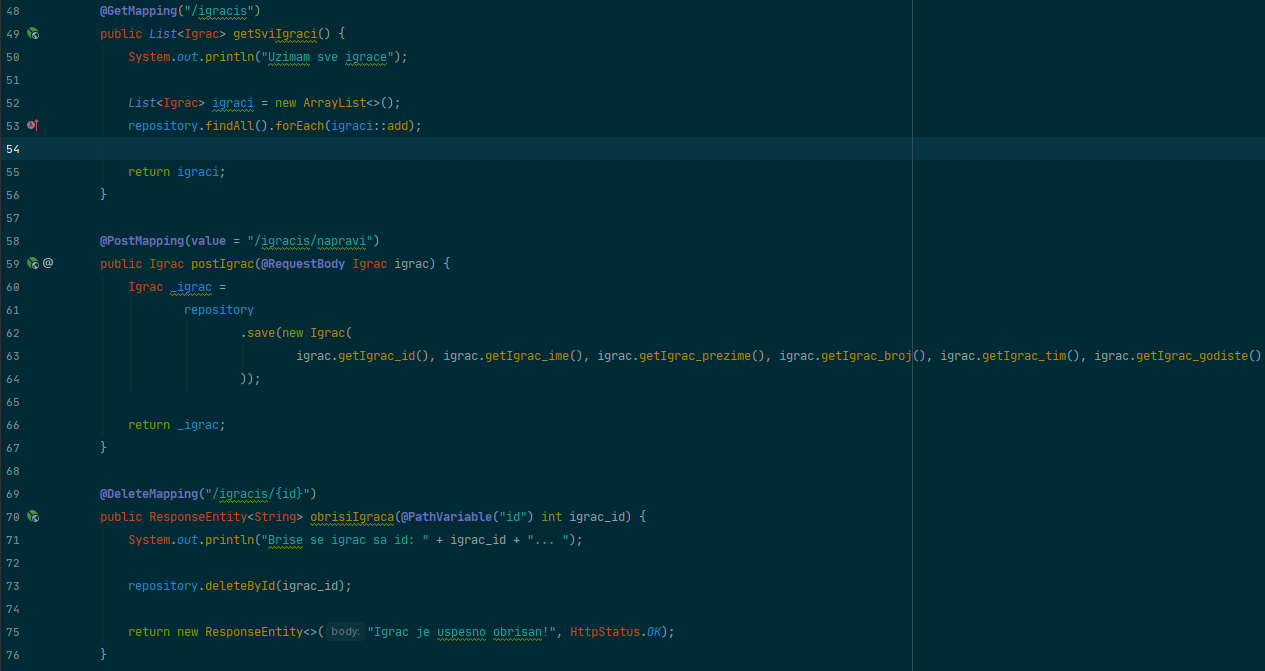 48 @GetMapping("/igracis")
49 public List<Igrac> getSviIgraci() {
50 System.out.println("Uzimam sve igrace");
51
52 List<Igrac> igraci = new ArrayList<>();
53 repository.findAll().forEach(igraci::add);
54
55 return igraci;
56 }
57
58 @PostMapping(value = "/igracis/napravi")
59 @ public Igrac postIgrac(@RequestBody Igrac igrac) {
60 Igrac _igrac =
61 repository
62 .save(new Igrac(
63 igrac.getIgrac_id(), igrac.getIgrac_ime(), igrac.getIgrac_prezime(), igrac.getIgrac_broj(), igrac.getIgrac_tim(), igrac.getIgrac_godiste()
64 ));
65
66 return _igrac;
67 }
68
69 @DeleteMapping("/igracis/{id}")
70 public ResponseEntity<String> obrisiIgraca(@PathVariable("id") int igrac_id) {
71 System.out.println("Brise se igrac sa id: " + igrac_id + "... ");
72
73 repository.deleteById(igrac_id);
74
75 return new ResponseEntity<>( body: "Igrac je uspesno obrisan!", HttpStatus.OK);
76 }